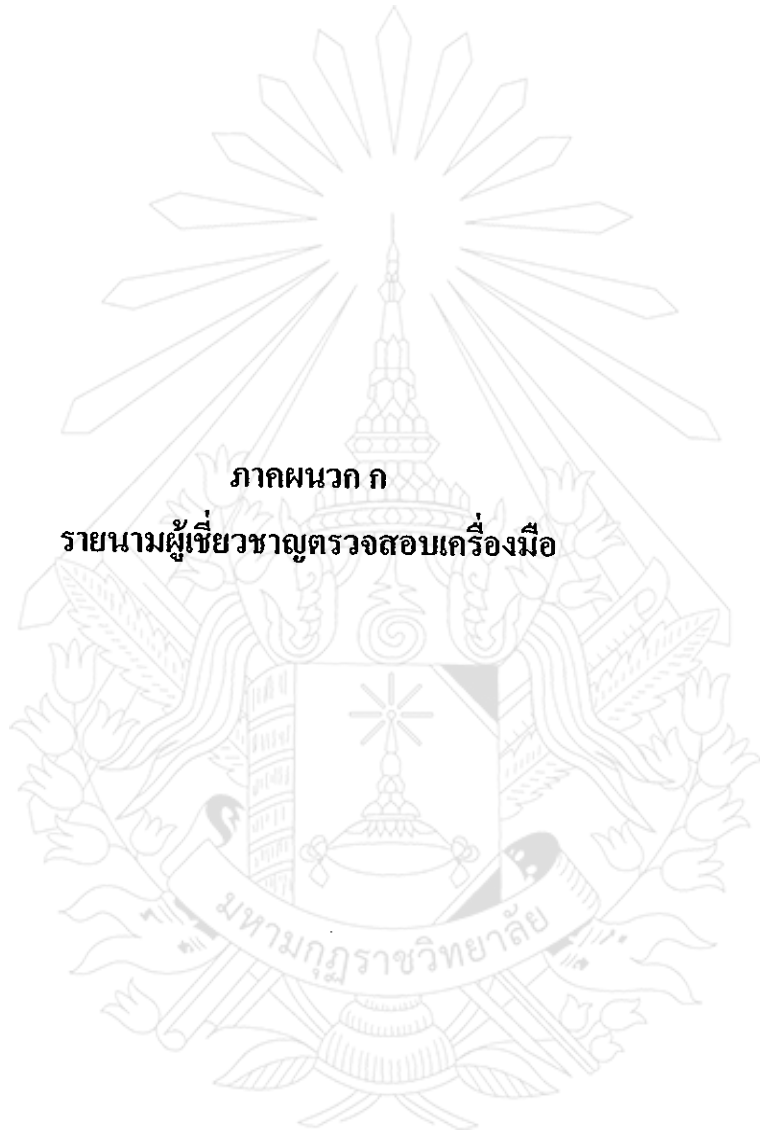 ภาคผนวก ก
รายนามผู้เชี่ยวชาญตรวจสอบเครื่องมือ
มหามกุฏราชวิทยาลัย